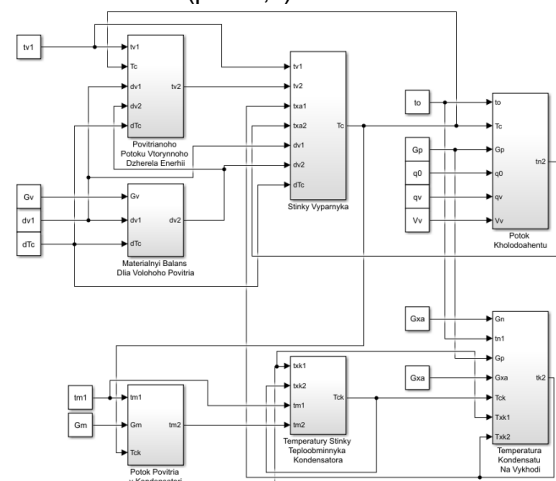 tv1
tv1
Tc
dv1
dv2
dTc
tv2
Povitrianoho
Potoku Vtorynnoho
Dzherela Enerhii
tv1
tv2
txa1
txa2
dv1
dv2
dTc
Tc
Stinky Vyparnyka
to
Gp
q0
qv
Vv
to
Tc
Gp
q0
qv
Vv
tn2
Potok
Kholodoahentu
Gv
dv1
dTc
Gv
dv1
dTc
dv2
Materialnyi Balans
Dlia Volohoho Povitria
Gxa
Gxa
Gn
tn1
Gp
Gxa
Tck
Txk1
Txk2
tk2
Temperatura
Kondensatu
Na Vykhodi
txk1
txk2
tm1
tm2
Tck
Temperatury Stinky
Teploobminnyka
Kondensatora
tm1
Gm
tm1
Gm
Tck
tm2
Potok Povitria
Kondensatori